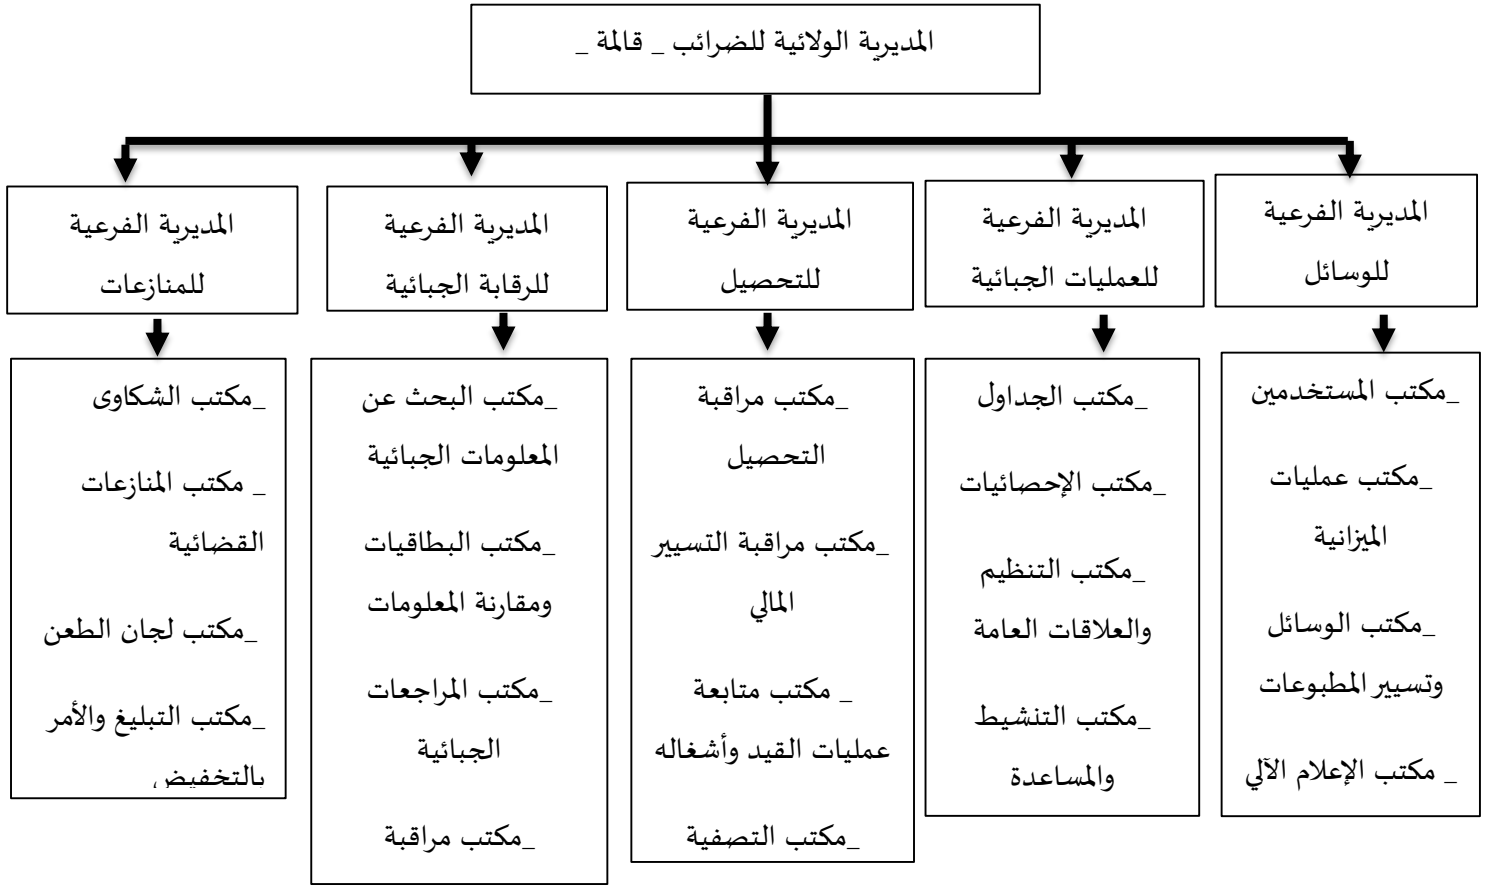 المديرية الولائية للضرائب _ قالمة _
المديرية الفرعية
للوسائل
المديرية الفرعية
للعمليات الجبائية
المديرية الفرعية
للتحصيل
المديرية الفرعية
للرقابة الجبائية
المديرية الفرعية
للمنازعات
_مكتب المستخدمين
_مكتب عمليات
الميزانية
_مكتب الوسائل
وتسيير المطبوعات
_ مكتب الإعلام الآلي
_مكتب الجداول
_مكتب الإحصائيات
_مكتب التنظيم
والعلاقات العامة
_مكتب التنشيط
والمساعدة
_مكتب مراقبة
التحصيل
_مكتب مراقبة التسيير
المالي
_ مكتب متابعة
عمليات القيد وأشغاله
_مكتب التصفية
_مكتب البحث عن
المعلومات الجبائية
_مكتب البطاقيات
ومقارنة المعلومات
_مكتب المراجعات
الجبائية
_مكتب مراقبة
_مكتب الشكاوى
_ مكتب المنازعات
القضائية
_مكتب لجان الطعن
_مكتب التبليغ والأمر
بالتخفيض